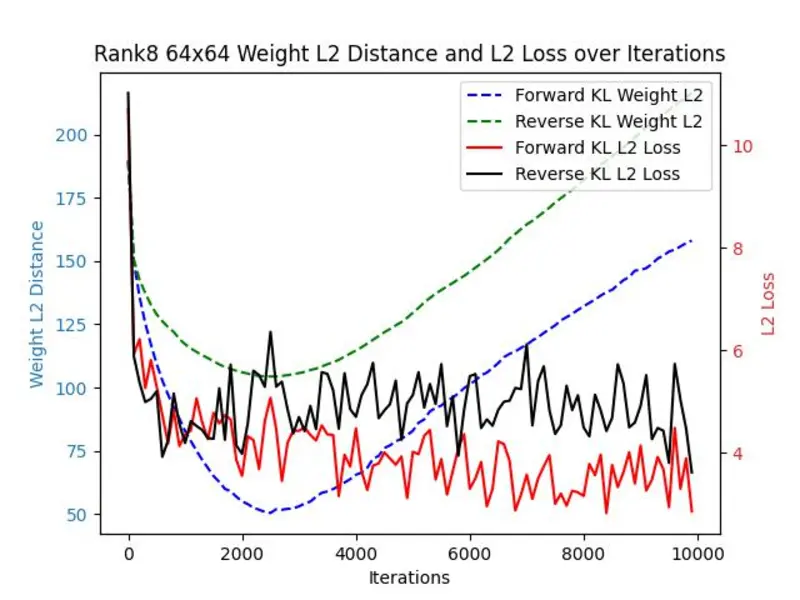 Rank8 64x64 Weight L2 Distance and L2 Loss over Iterations
Forward KL Weight L2
Reverse KL Weight L2
Forward KL L2 Loss
Reverse KL L2 Loss
200
175
150
125
100
75
50
Weight L2 Distance
10
8
6
4
L2 Loss
0
2000
4000
6000
8000
10000
Iterations